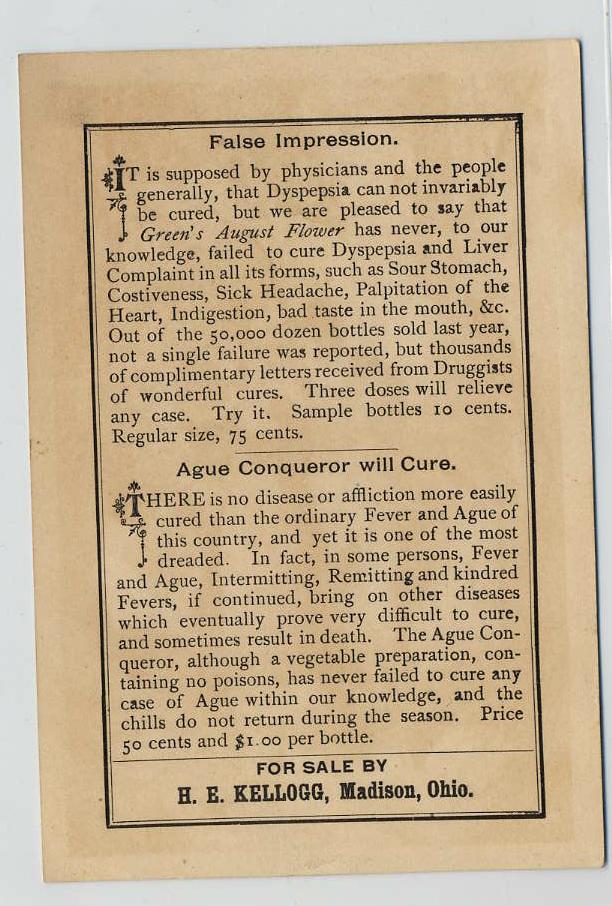 False Impression.
IT is supposed by physicians and the people
generally, that Dyspepsia can not invariably
be cured, but we are pleased to say that
Green's August Flower has never, to our
knowledge, failed to cure Dyspepsia and Liver
Complaint in all its forms, such as Sour Stomach,
Costiveness, Sick Headache, Palpitation of the
Heart, Indigestion, bad taste in the mouth, &c.
Out of the 50,000 dozen bottles sold last year,
not a single failure was reported, but thousands
of complimentary letters received from Druggists
of wonderful cures. Three doses will relieve
any case. Try it. Sample bottles 10 cents.
Regular size, 75 cents.
Ague Conqueror will Cure.
THERE is no disease or affliction more easily
cured than the ordinary Fever and Ague of
this country, and yet it is one of the most
dreaded. In fact, in some persons, Fever
and Ague, Intermitting, Remitting and kindred
Fevers, if continued, bring on other diseases
which eventually prove very difficult to cure,
and sometimes result in death. The Ague Con-
queror, although a vegetable preparation, con-
taining no poisons, has never failed to cure any
case of Ague within our knowledge, and the
chills do not return during the season. Price
50 cents and $1.00 per bottle.
FOR SALE BY
H. E. KELLOGG, Madison, Ohio.